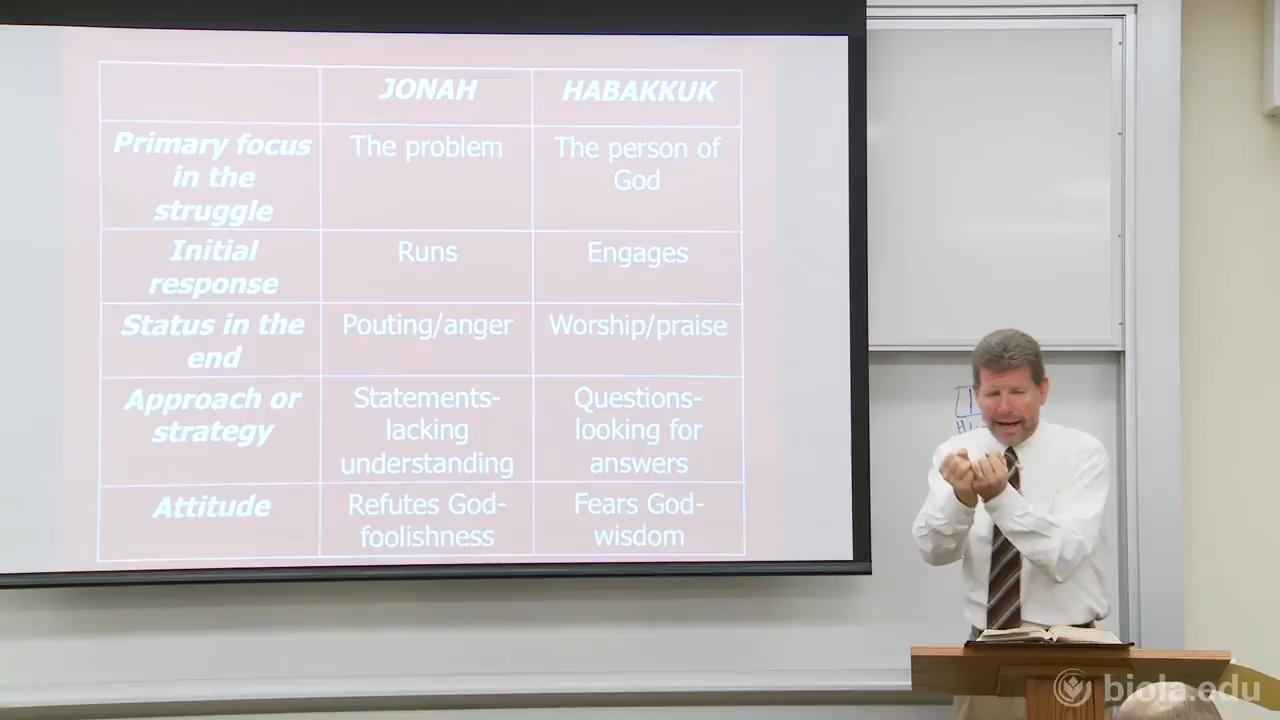 JONAH
HABAKKUK
Primary focus
in the
struggle
The problem
The person of
God
Initial
response
Runs
Engages
Status in the
end
Pouting/anger
Worship/praise
Approach or
strategy
Statements-
lacking
understanding
Questions-
looking for
answers
Attitude
Refutes God-
foolishness
Fears God-
wisdom
biola.edu